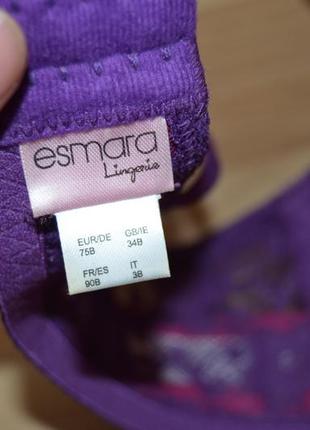 esmara
Lingerie
EUR/DE GB/IE
75B 34B
FR/ES IT
90B 3B